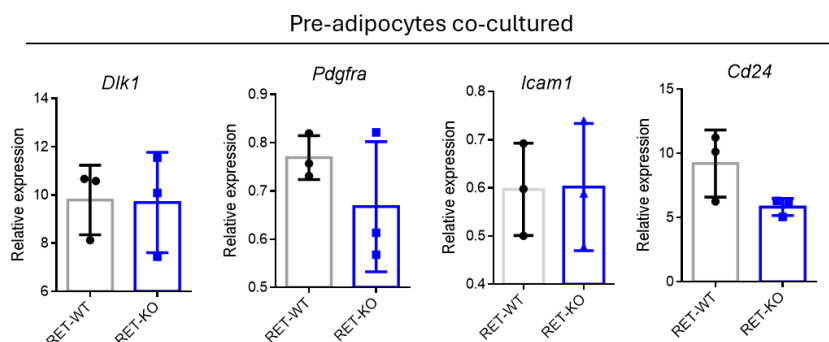 Pre-adipocytes co-cultured
Dlk1
Relative expression
14
12
10
8
6
RET-WT
RET-KO
Pdgfra
Relative expression
0.9
0.8
0.7
0.6
0.5
RET-WT
RET-KO
Icam1
Relative expression
0.8
0.7
0.6
0.5
0.4
RET-WT
RET-KO
Cd24
Relative expression
15
10
5
0
RET-WT
RET-KO